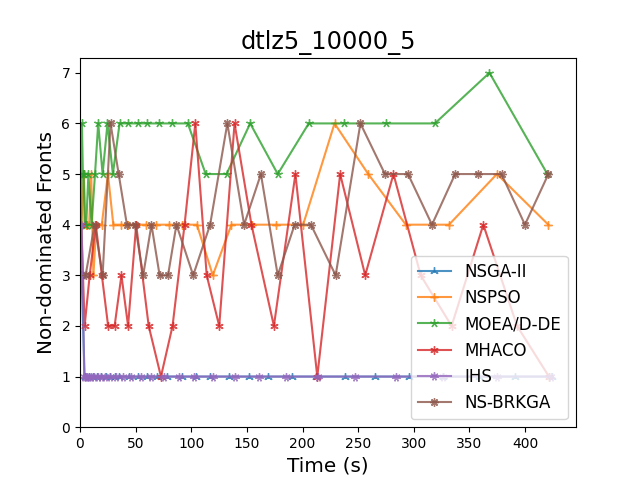 dtlz5_10000_5
Non-dominated Fronts
7
6
5
4
3
2
1
0
0 50 100 150 200 250 300 350 400
Time (s)
NSGA-II
NSPSO
MOEA/D-DE
MHACO
IHS
NS-BRKGA